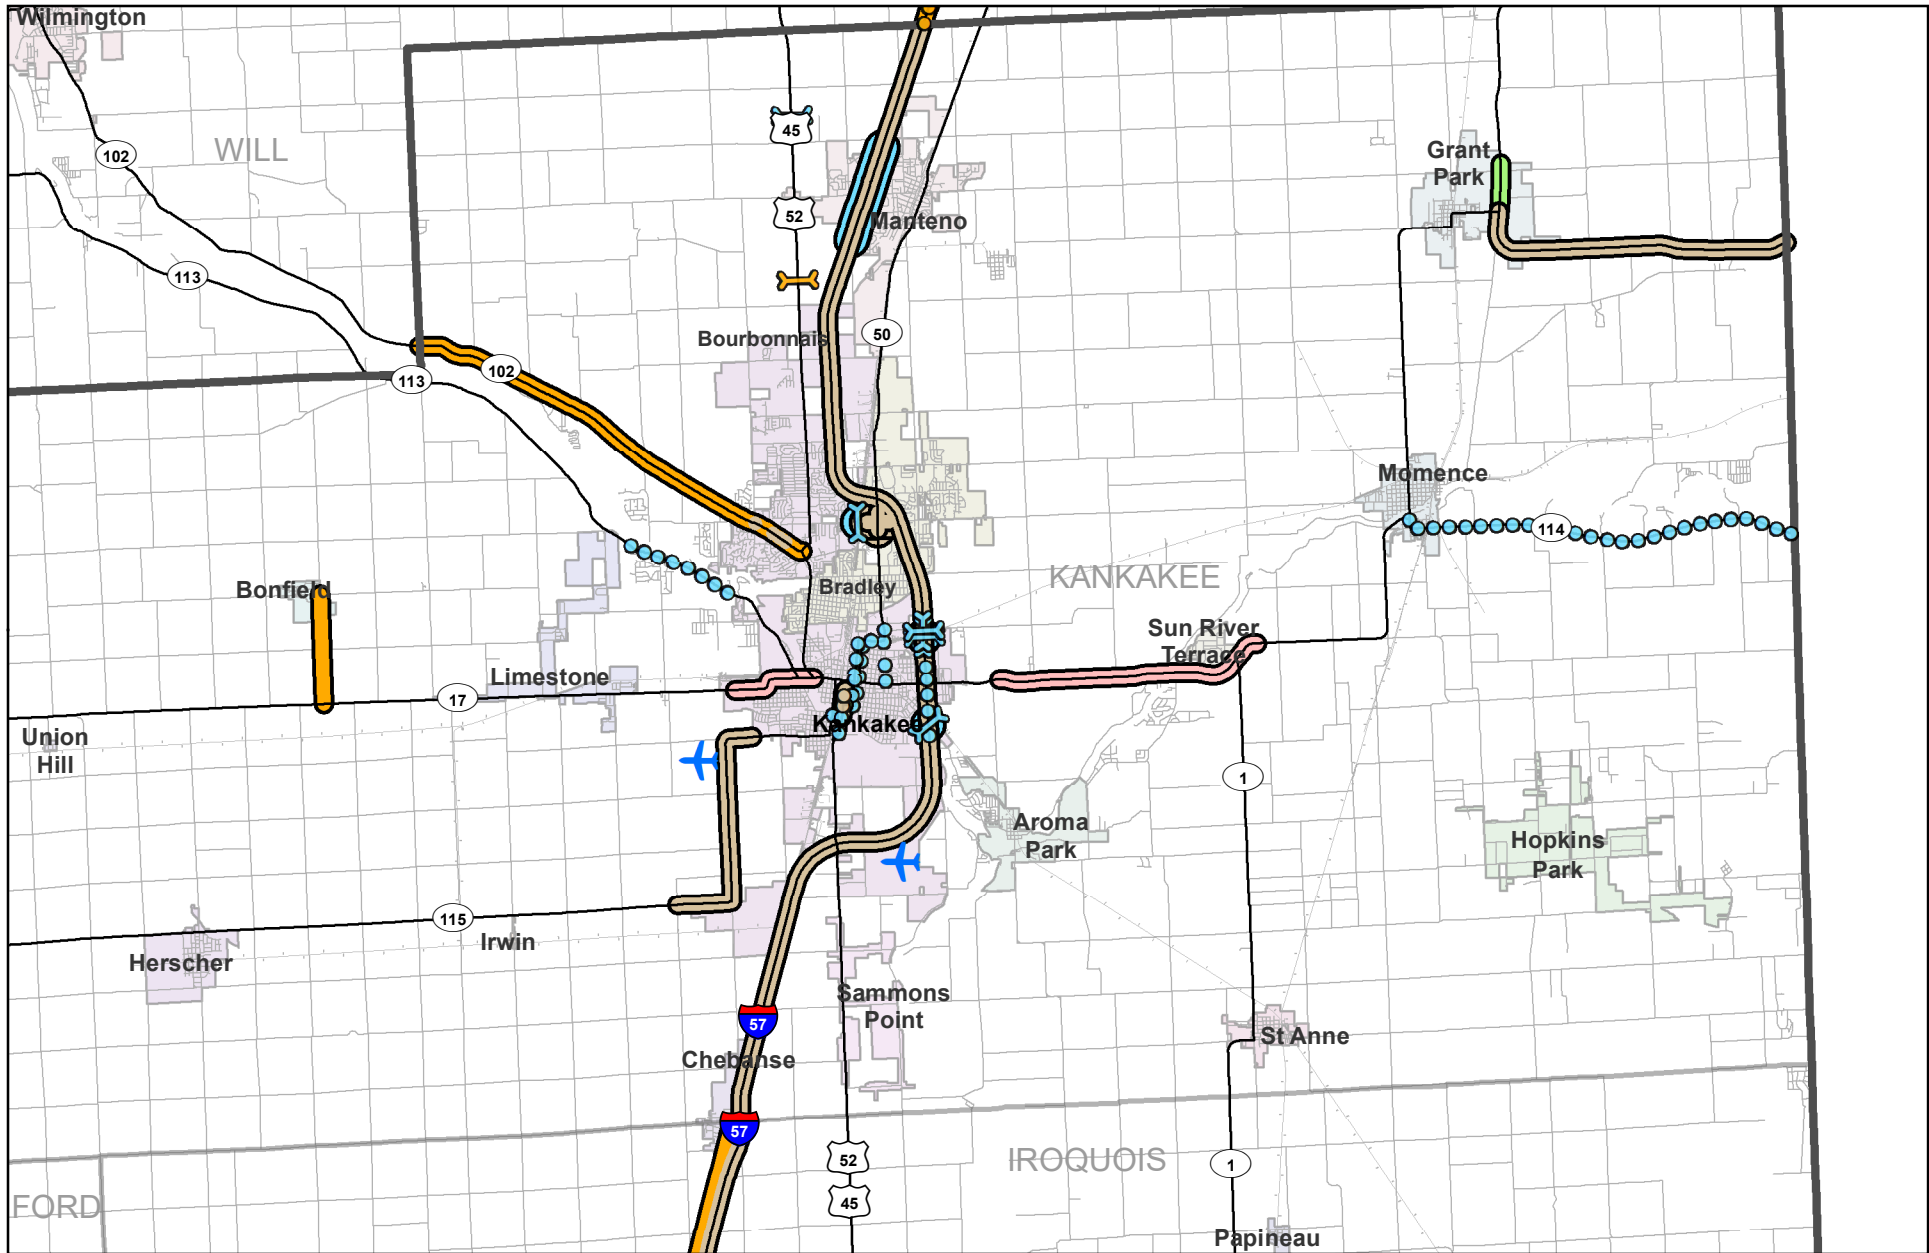 Wilmington
45
102
WILL
Grant
Park
52
Manteno
113
50
Bourbonnais
102
113
Momence
114
KANKAKEE
Bonfield
Bradley
Sun River
Terrace
Limestone
17
Kankakee
Union
Hill
1
Aroma
Park
Hopkins
Park
115
Irwin
Herscher
Sammons
Point
57
St Anne
Chebanse
57
52
IROQUOIS
1
45
FORD
Papineau